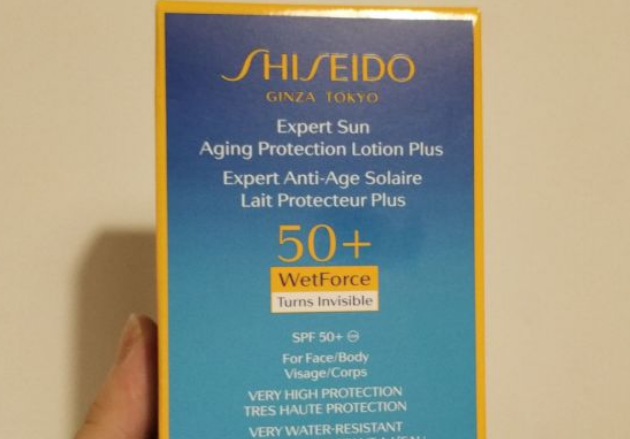 SHISEIDO
GINZA TOKYO
Expert Sun
Aging Protection Lotion Plus
Expert Anti-Age Solaire
Lait Protecteur Plus
50+
WetForce
Turns Invisible
SPF 50+
For Face/Body
Visage/Corps
VERY HIGH PROTECTION
TRES HAUTE PROTECTION
VERY WATER-RESISTANT